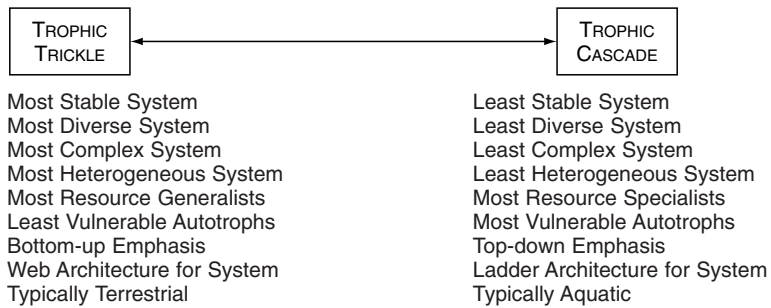 TROPHIC TRICKLE
TROPHIC CASCADE
Most Stable System
Most Diverse System
Most Complex System
Most Heterogeneous System
Most Resource Generalists
Least Vulnerable Autotrophs
Bottom-up Emphasis
Web Architecture for System
Typically Terrestrial
Least Stable System
Least Diverse System
Least Complex System
Least Heterogeneous System
Most Resource Specialists
Most Vulnerable Autotrophs
Top-down Emphasis
Ladder Architecture for System
Typically Aquatic